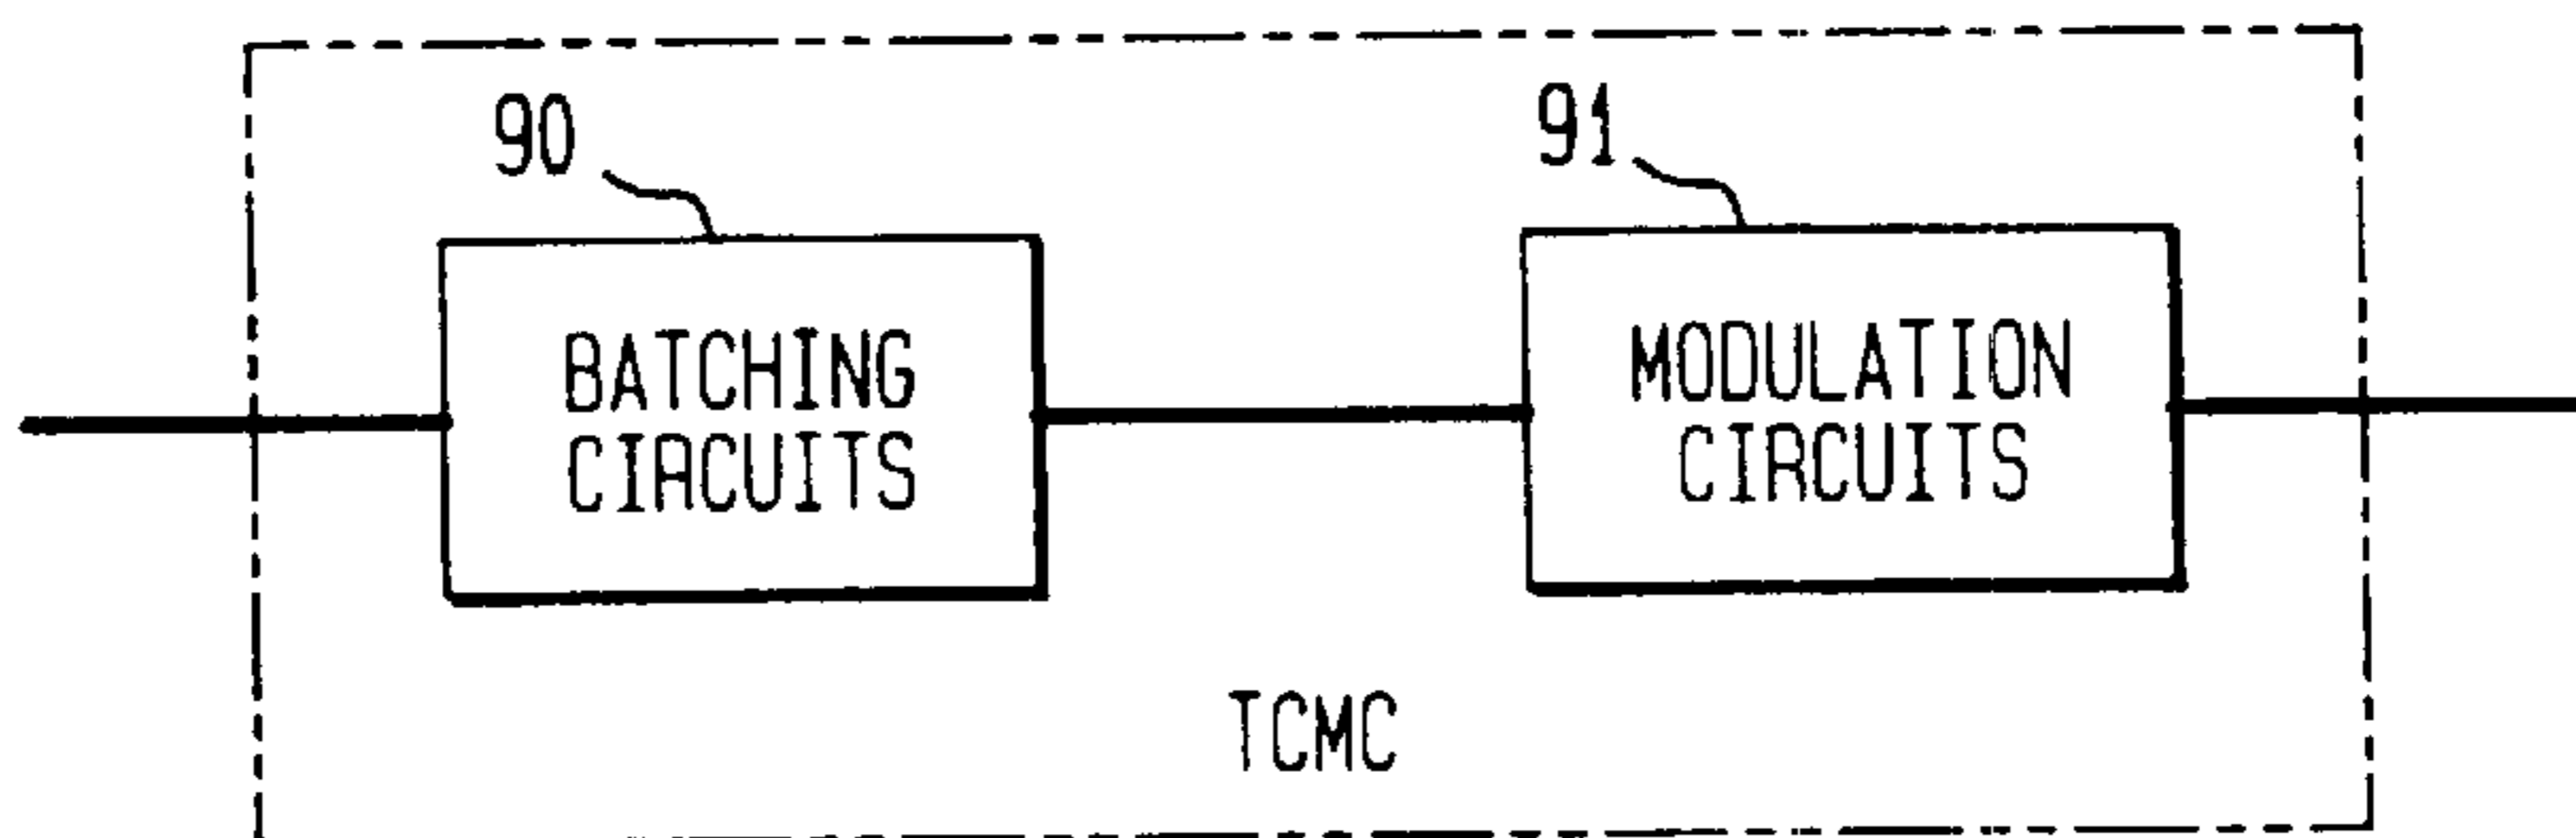 90
91
BATCHING
CIRCUITS
MODULATION
CIRCUITS
TCMC